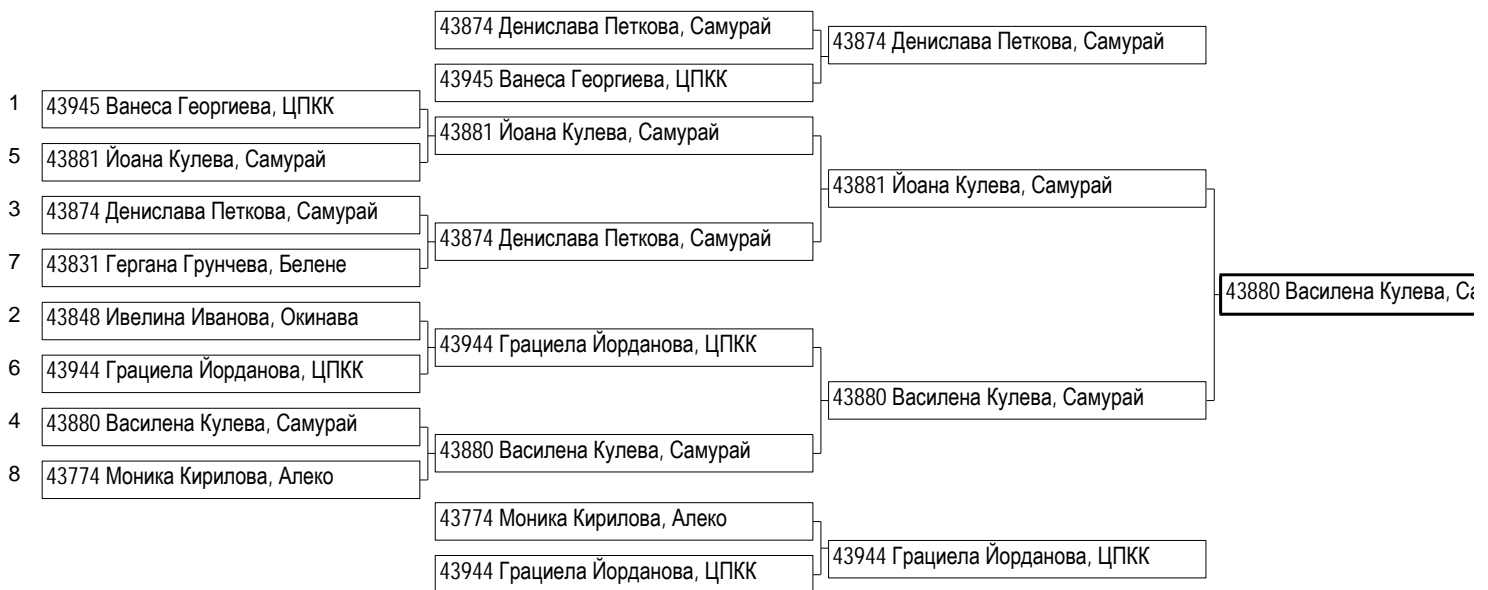 43874 Денислава Петкова, Самурай
43874 Денислава Петкова, Самурай
43945 Ванеса Георгиева, ЦПКК
1 43945 Ванеса Георгиева, ЦПКК
43881 Йоана Кулева, Самурай
5 43881 Йоана Кулева, Самурай
43881 Йоана Кулева, Самурай
3 43874 Денислава Петкова, Самурай
43874 Денислава Петкова, Самурай
7 43831 Гергана Грунчева, Белене
43880 Василена Кулева, Са
2 43848 Ивелина Иванова, Окинава
43944 Грациела Йорданова, ЦПКК
6 43944 Грациела Йорданова, ЦПКК
43880 Василена Кулева, Самурай
4 43880 Василена Кулева, Самурай
43880 Василена Кулева, Самурай
8 43774 Моника Кирилова, Алеко
43774 Моника Кирилова, Алеко
43944 Грациела Йорданова, ЦПКК
43944 Грациела Йорданова, ЦПКК